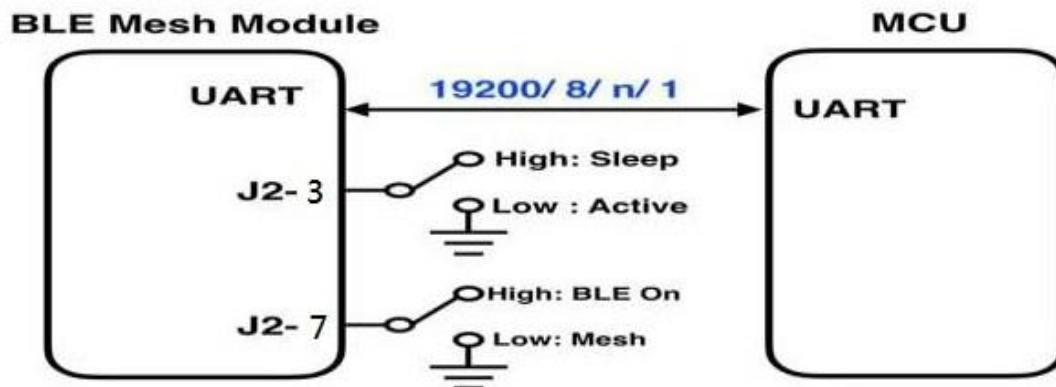 BLE Mesh Module
MCU
UART
19200/ 8/ n/ 1
UART
J2- 3
High: Sleep
Low : Active
J2- 7
High: BLE On
Low: Mesh